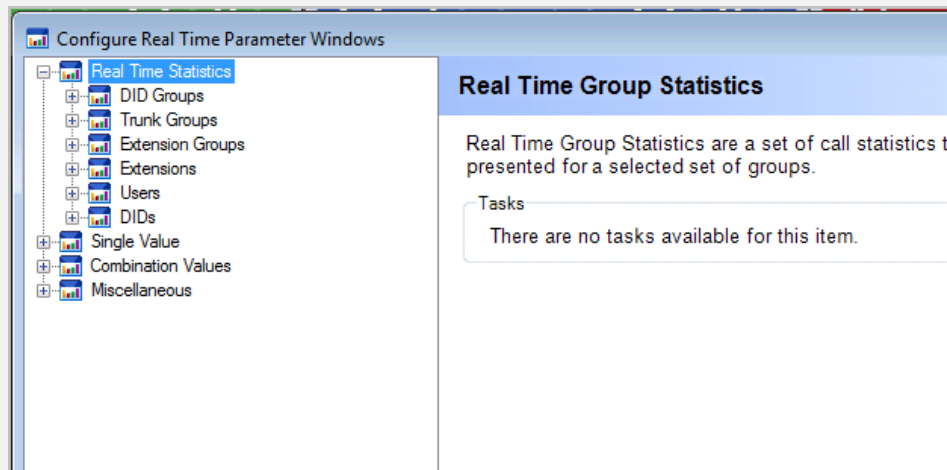 Configure Real Time Parameter Windows
Real Time Statistics
DID Groups
Trunk Groups
Extension Groups
Extensions
Users
DIDs
Single Value
Combination Values
Miscellaneous
Real Time Group Statistics
Real Time Group Statistics are a set of call statistics
presented for a selected set of groups.
Tasks
There are no tasks available for this item.